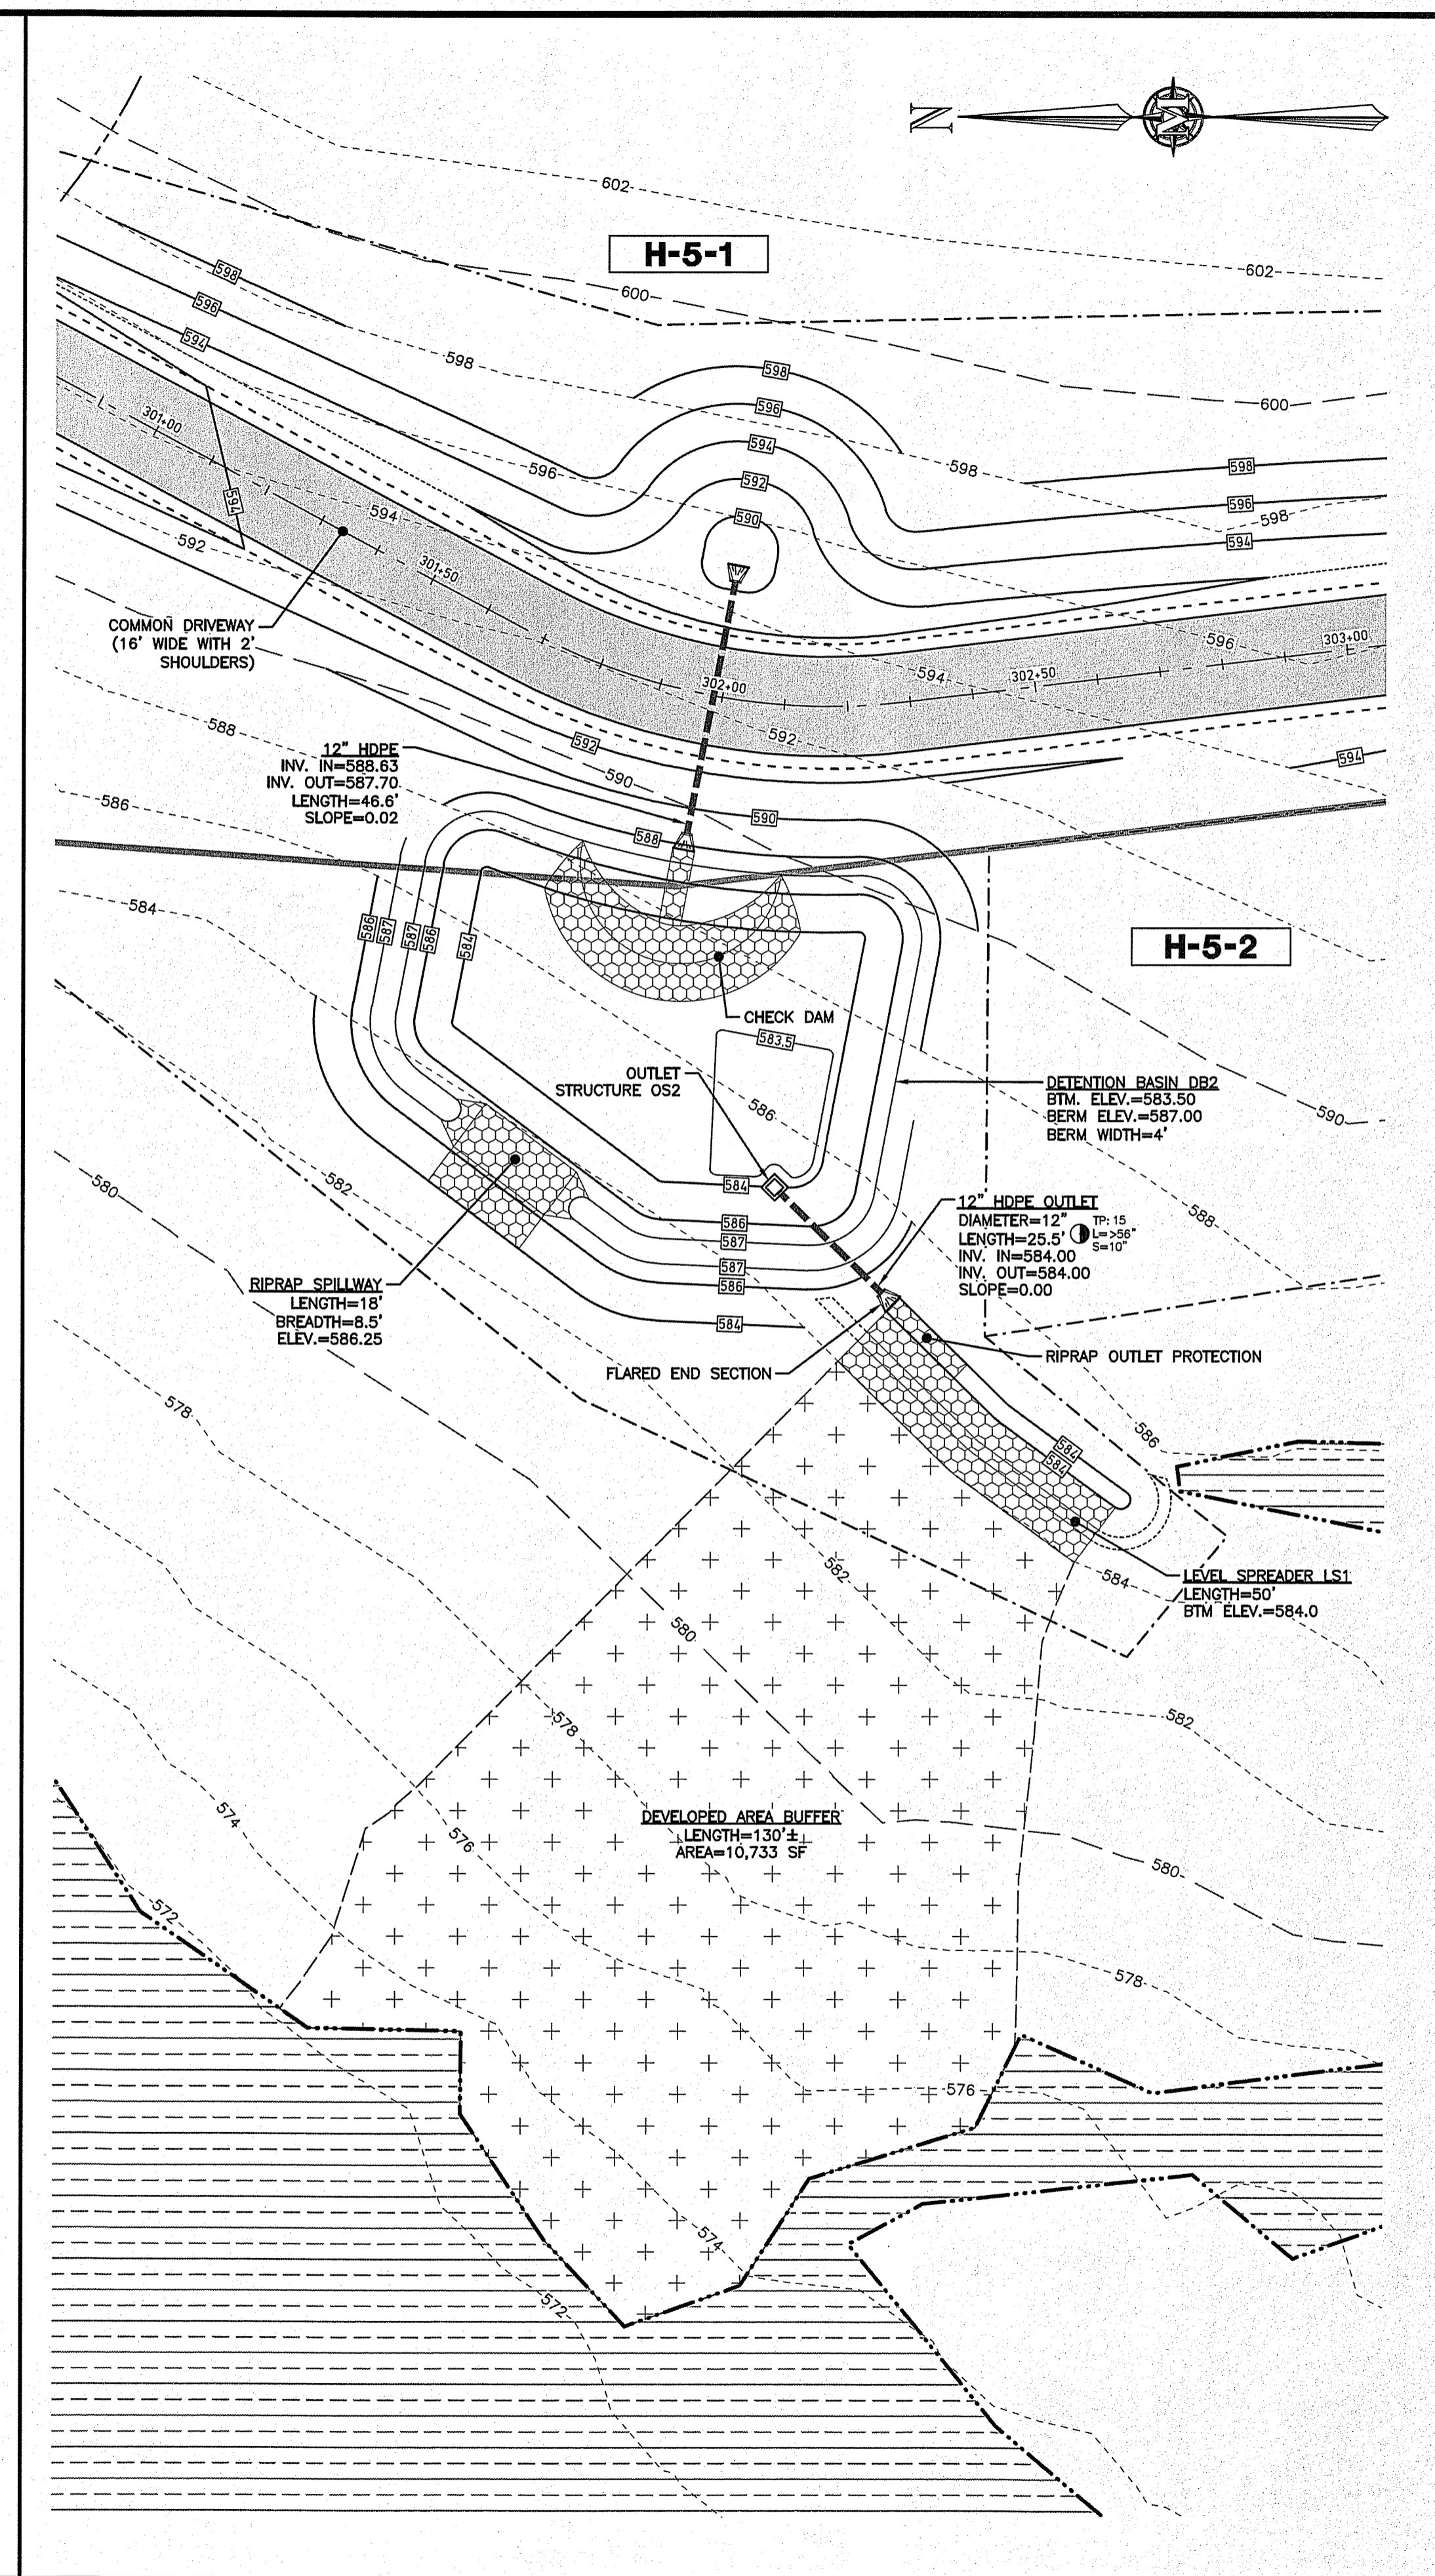 N
602
H-5-1
602
600
598
596
594
598
598
600
596
594
598
596
598
592
596
598
301+00
590
594
594
594
592
301+50
COMMON DRIVEWAY
(16' WIDE WITH 2'
SHOULDERS)
596
303+00
594
302+50
302+00
588
592
592
12" HDPE
INV. IN=588.63
INV. OUT=587.70
LENGTH=46.6'
SLOPE=0.02
590
594
586
590
588
584
586
587
587
586
584
H-5-2
CHECK DAM
583.5
OUTLET
STRUCTURE OS2
586
DETENTION BASIN DB2
BTM. ELEV.=583.50
BERM ELEV.=587.00
BERM WIDTH=4'
590
580
582
584
586
587
587
586
584
588
12" HDPE OUTLET
DIAMETER=12"
LENGTH=25.5'
INV. IN=584.00
INV. OUT=584.00
SLOPE=0.00
TP: 15
L=>56"
S=10"
RIPRAP SPILLWAY
LENGTH=18'
BREADTH=8.5'
ELEV.=586.25
FLARED END SECTION
RIPRAP OUTLET PROTECTION
578
586
584
584
582
584
LEVEL SPREADER LS1
LENGTH=50'
BTM ELEV.=584.0
580
578
582
574
576
DEVELOPED AREA BUFFER
LENGTH=130'±
AREA=10,733 SF
580
572
578
576
574
572